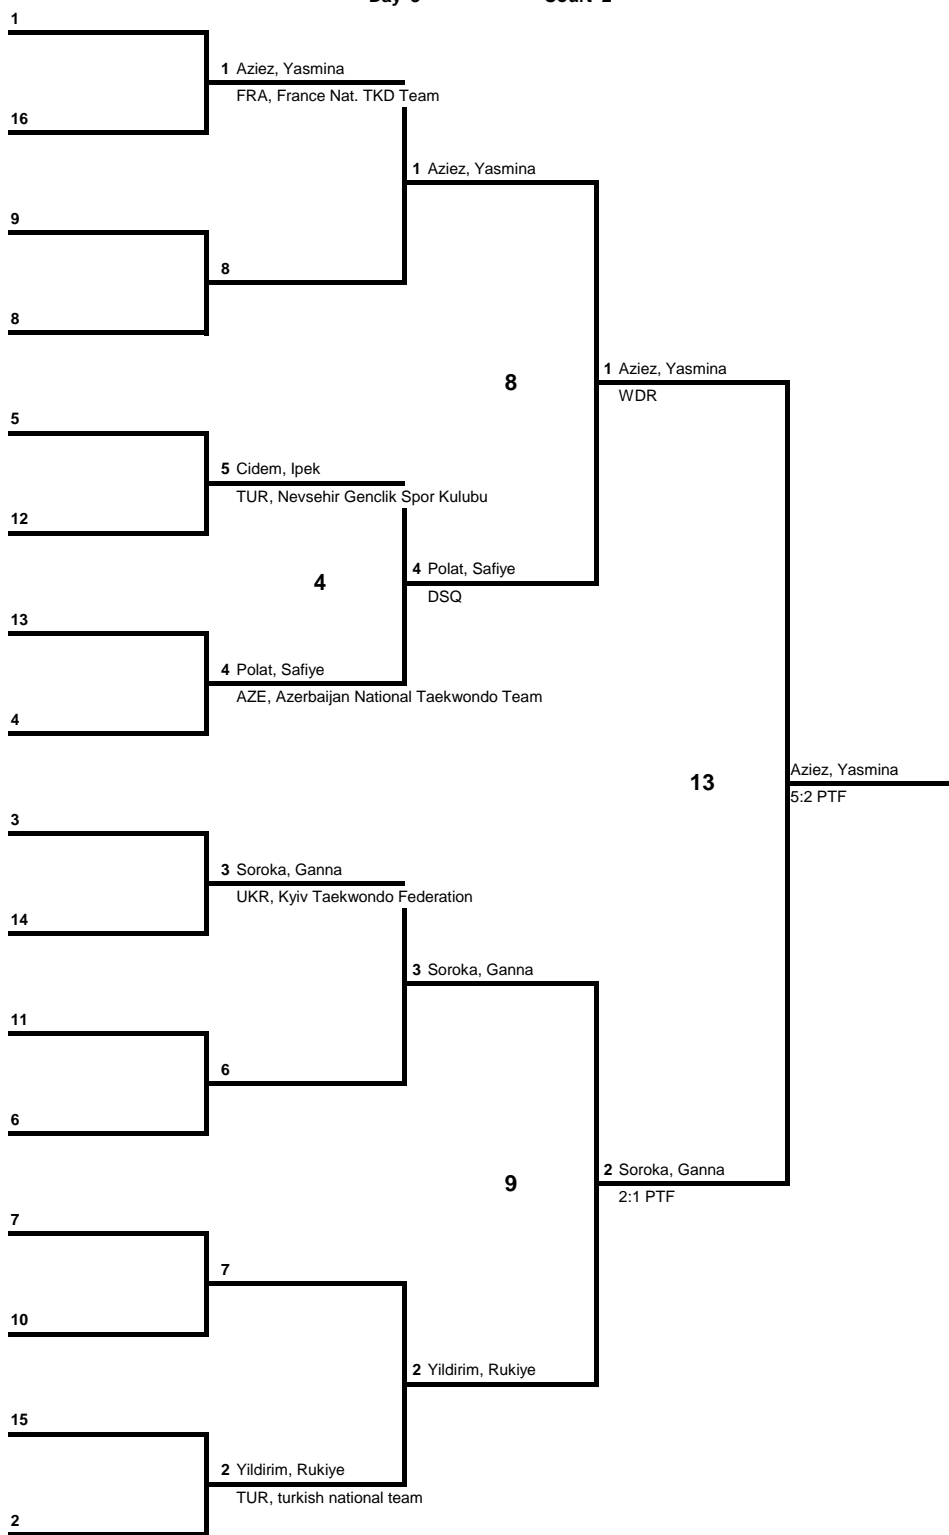 1
1 Aziez, Yasmina
FRA, France Nat. TKD Team
16
1 Aziez, Yasmina
9
8
8
8
1 Aziez, Yasmina
WDR
5
5 Cidem, Ipek
TUR, Nevsehir Genclik Spor Kulubu
12
4
4 Polat, Safiye
DSQ
13
4 Polat, Safiye
AZE, Azerbaijan National Taekwondo Team
4
13
Aziez, Yasmina
5:2 PTF
3
3 Soroka, Ganna
UKR, Kyiv Taekwondo Federation
14
3 Soroka, Ganna
11
6
6
9
2 Soroka, Ganna
2:1 PTF
7
7
10
2 Yildirim, Rukiye
15
2 Yildirim, Rukiye
TUR, turkish national team
2